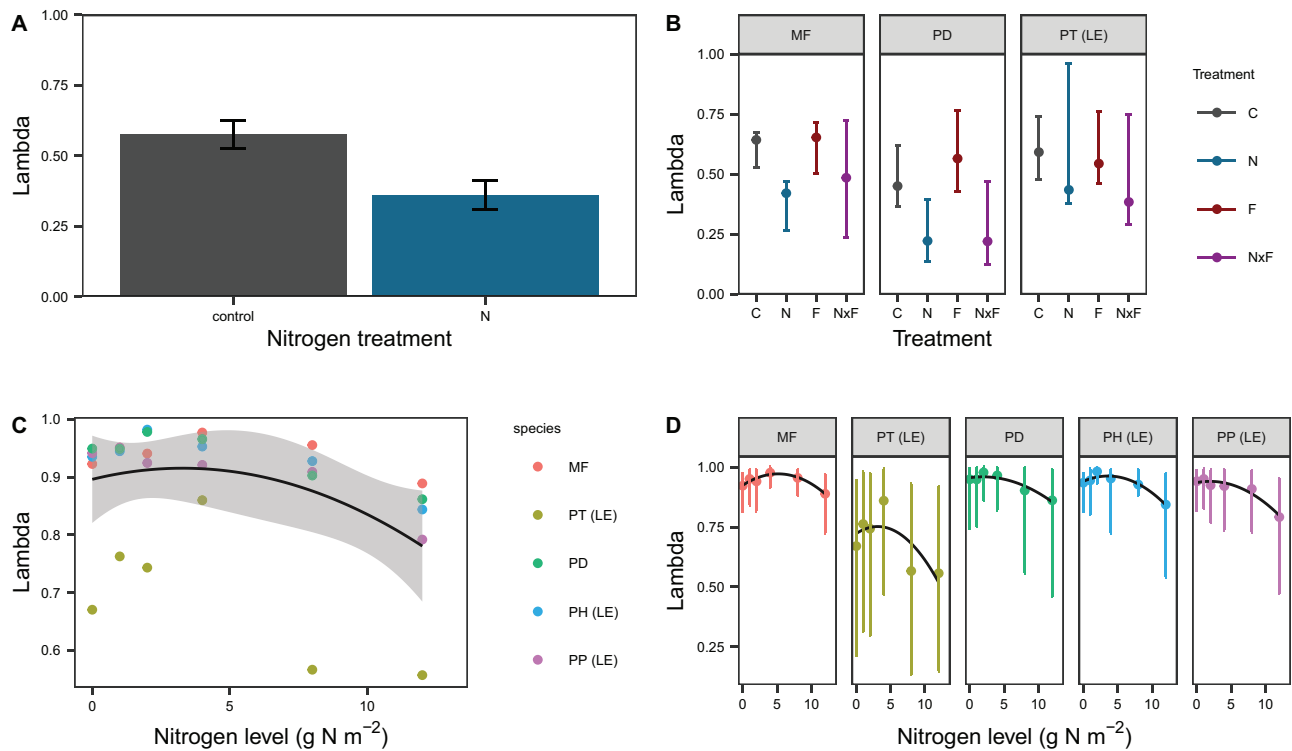 A
1.00
0.75
0.50
0.25
0.00
Lambda
control
N
Nitrogen treatment
B
MF
PD
PT (LE)
1.00
0.75
0.50
0.25
0.00
Lambda
C N F NxF
C N F NxF
C N F NxF
Treatment
Treatment
C
N
F
NxF
C
1.0
0.9
0.8
0.7
0.6
Lambda
0 5 10
Nitrogen level (g N m⁻²)
species
MF
PT (LE)
PD
PH (LE)
PP (LE)
D
MF
PT (LE)
PD
PH (LE)
PP (LE)
1.00
0.75
0.50
0.25
Lambda
0 5 10
0 5 10
0 5 10
0 5 10
0 5 10
Nitrogen level (g N m⁻²)